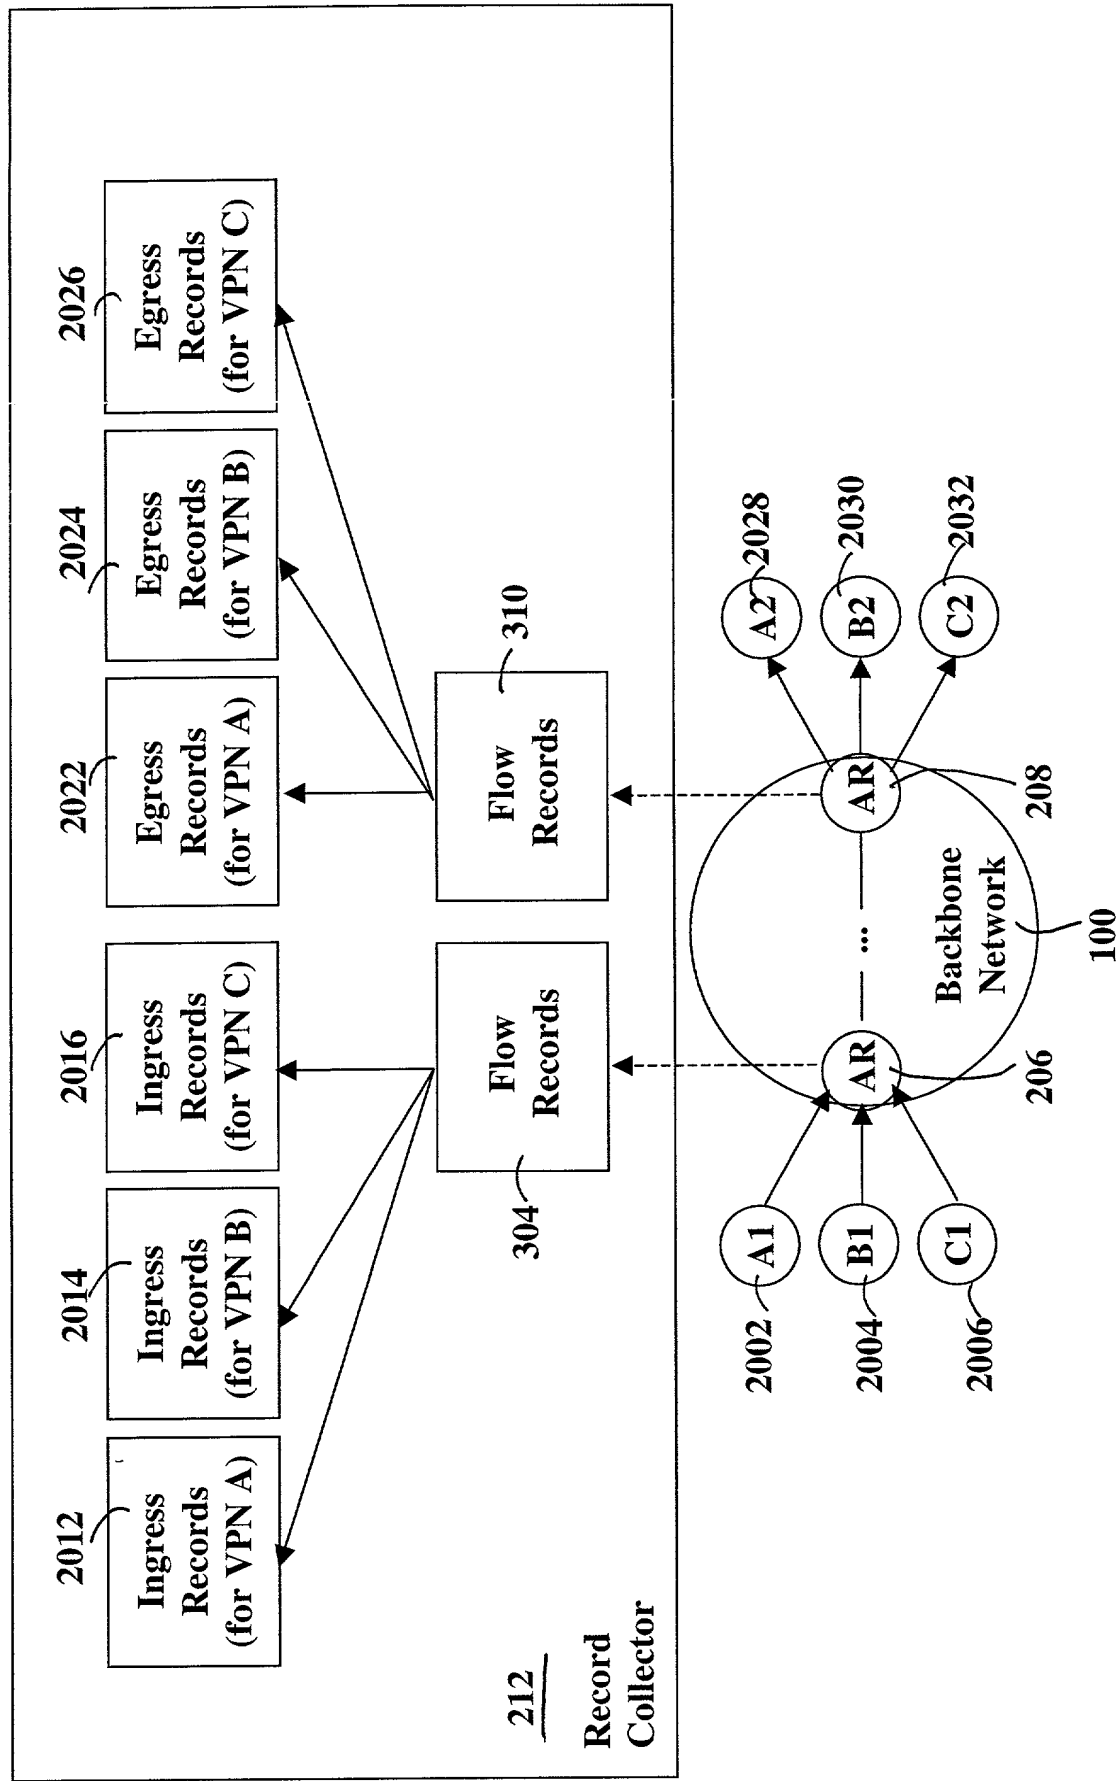 2012
2014
2016
2022
2024
2026
Ingress
Records
(for VPN A)
Ingress
Records
(for VPN B)
Ingress
Records
(for VPN C)
Egress
Records
(for VPN A)
Egress
Records
(for VPN B)
Egress
Records
(for VPN C)
304
Flow
Records
Flow
Records
310
212
Record
Collector
2002
A1
2004
B1
2006
C1
AR
206
...
Backbone
Network
100
AR
208
A2
2028
B2
2030
C2
2032